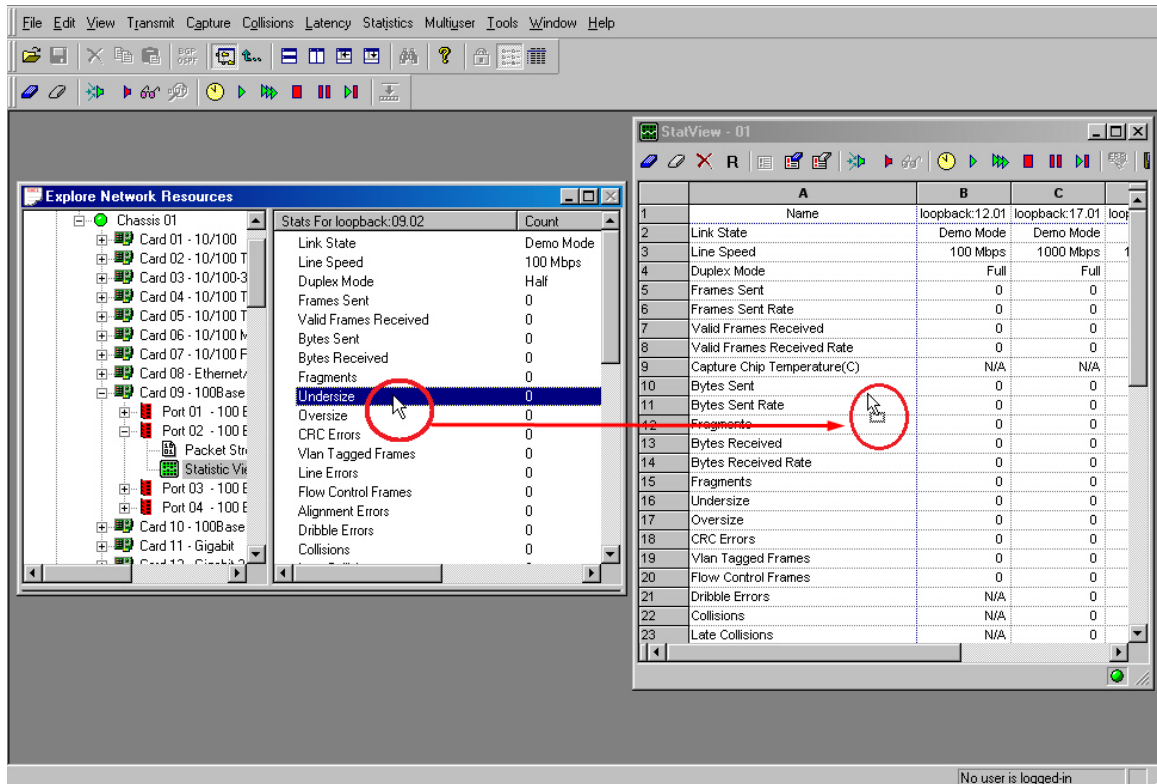 File Edit View Transmit Capture Collisions Latency Statistics Multiuser Tools Window Help
BGP
OSPF
StatView - 01
R
A B C
1 Name loopback:12.01 loopback:17.01 loop
2 Link State Demo Mode Demo Mode
3 Line Speed 100 Mbps 1000 Mbps 1
4 Duplex Mode Full Full
5 Frames Sent 0 0
6 Frames Sent Rate 0 0
7 Valid Frames Received 0 0
8 Valid Frames Received Rate 0 0
9 Capture Chip Temperature(C) N/A N/A
10 Bytes Sent 0 0
11 Bytes Sent Rate 0 0
12 Fragments 0 0
13 Bytes Received 0 0
14 Bytes Received Rate 0 0
15 Fragments 0 0
16 Undersize 0 0
17 Oversize 0 0
18 CRC Errors 0 0
19 Vlan Tagged Frames 0 0
20 Flow Control Frames 0 0
21 Dribble Errors N/A 0
22 Collisions N/A 0
23 Late Collisions N/A 0
Explore Network Resources
Chassis 01
Card 01 - 10/100
Card 02 - 10/100 T
Card 03 - 10/100-3
Card 04 - 10/100 T
Card 05 - 10/100 T
Card 06 - 10/100 M
Card 07 - 10/100 F
Card 08 - Ethernet/
Card 09 - 100Base
Port 01 - 100 B
Port 02 - 100 B
Packet Stre
Statistic Vie
Port 03 - 100 B
Port 04 - 100 B
Card 10 - 100Base
Card 11 - Gigabit
Stats For loopback:09.02 Count
Link State Demo Mode
Line Speed 100 Mbps
Duplex Mode Half
Frames Sent 0
Valid Frames Received 0
Bytes Sent 0
Bytes Received 0
Fragments 0
Undersize 0
Oversize 0
CRC Errors 0
Vlan Tagged Frames 0
Line Errors 0
Flow Control Frames 0
Alignment Errors 0
Dribble Errors 0
Collisions 0
No user is logged-in